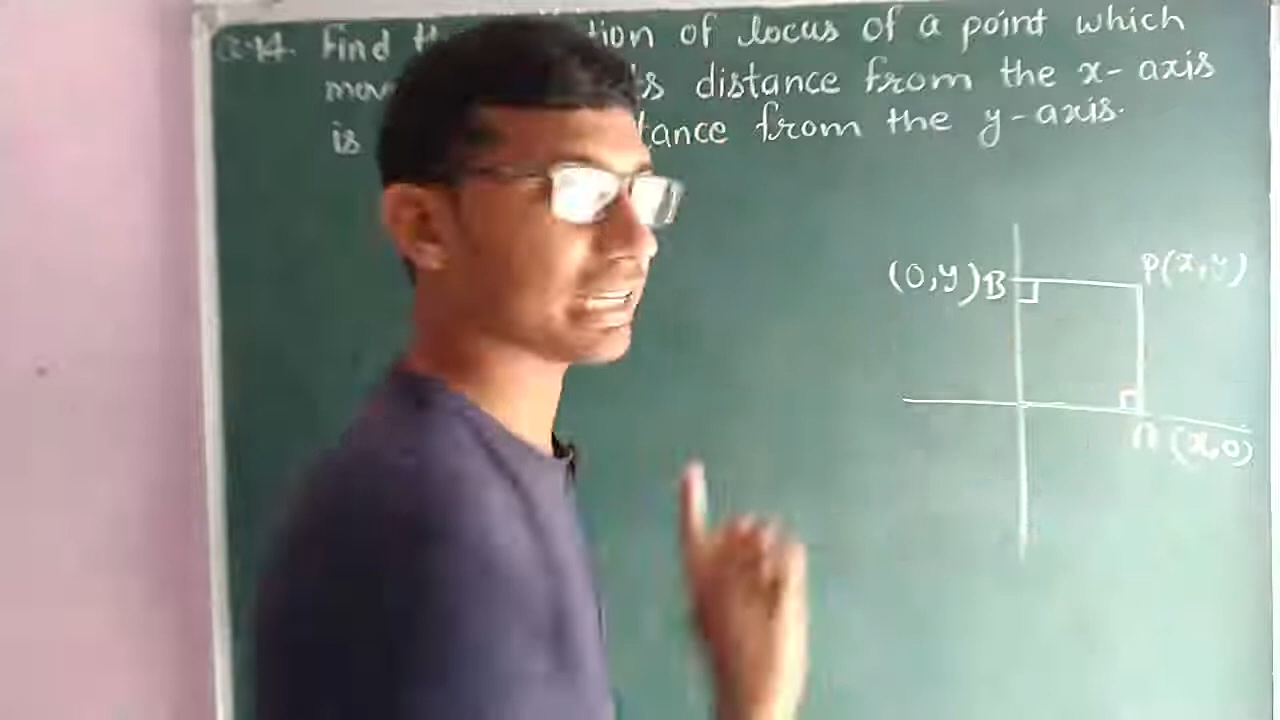 Q.14. Find tion of locus of a point which
mov s distance from the x-axis
is tance from the y-axis.
(0,y) B P(x,y)
(x,0)